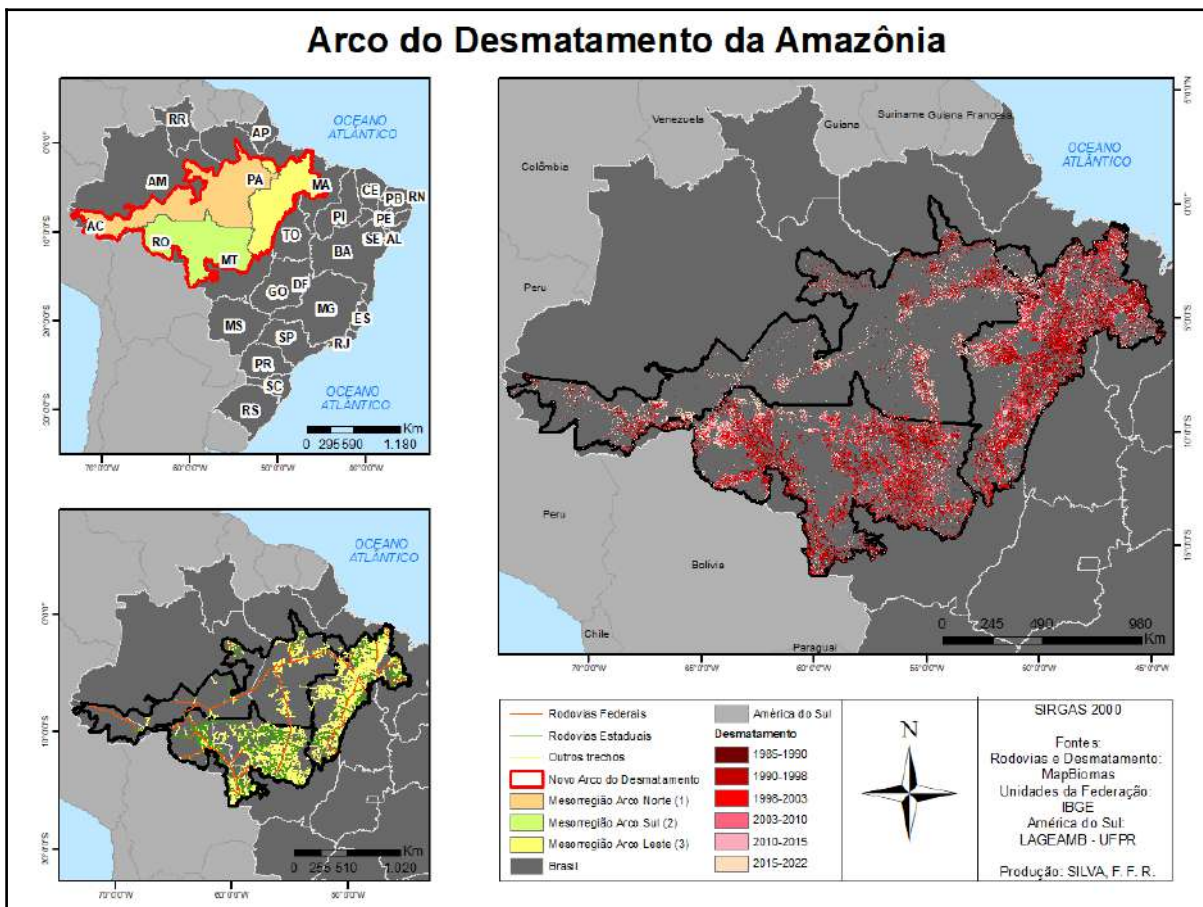 Arco do Desmatamento da Amazônia
OCEANO
ATLÂNTICO
RR
AP
AM
PA
MA
CE
RN
PB
PI
PE
AC
TO
SE
AL
RO
BA
MT
DF
GO
MG
ES
MS
SP
RJ
PR
SC
RS
OCEANO
ATLÂNTICO
Km
0 295590 1.180
Venezuela
Guiana
Suriname
Guiana Francesa
Colômbia
OCEANO
ATLÂNTICO
Peru
Peru
Bolívia
Chile
Paraguai
0 245 490 980
Km
OCEANO
ATLÂNTICO
Km
0 255 510 1.020
Rodovias Federais
Rodovias Estaduais
Outros trechos
Novo Arco do Desmatamento
Mesorregião Arco Norte (1)
Mesorregião Arco Sul (2)
Mesorregião Arco Leste (3)
Brasil
América do Sul
Desmatamento
1985-1990
1990-1998
1998-2003
2003-2010
2010-2015
2015-2022
N
SIRGAS 2000
Fontes:
Rodovias e Desmatamento:
MapBiomas
Unidades da Federação:
IBGE
América do Sul:
LAGEAMB - UFPR
Produção: SILVA, F. F. R.